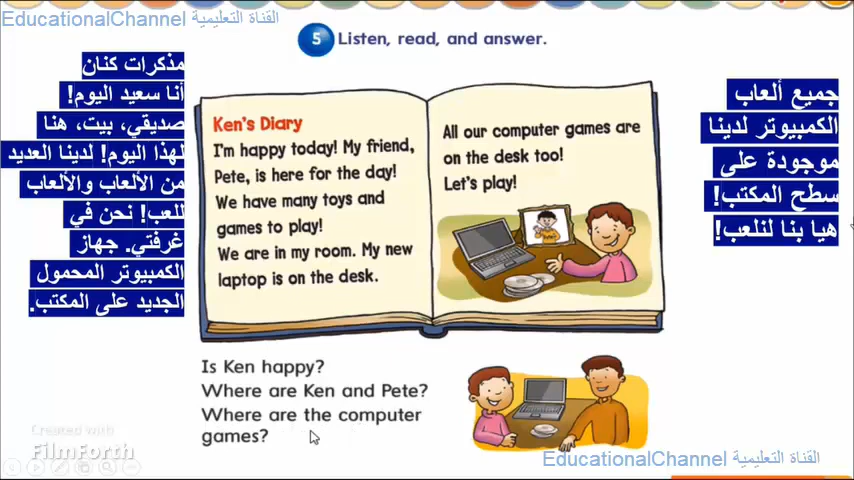 EducationalChannel القناة التعليمية
5 Listen, read, and answer.
مذكرات كنان
أنا سعيد اليوم!
صديقي، بيت، هنا
لهذا اليوم! لدينا العديد
من الألعاب والألعاب
للعب! نحن في
غرفتي. جهاز
الكمبيوتر المحمول
الجديد على المكتب.
Ken's Diary
I'm happy today! My friend,
Pete, is here for the day!
We have many toys and
games to play!
We are in my room. My new
laptop is on the desk.
All our computer games are
on the desk too!
Let's play!
جميع ألعاب
الكمبيوتر لدينا
موجودة على
سطح المكتب!
هيا بنا لنلعب!
Is Ken happy?
Where are Ken and Pete?
Where are the computer
games?
Created with
FilmForth
EducationalChannel القناة التعليمية